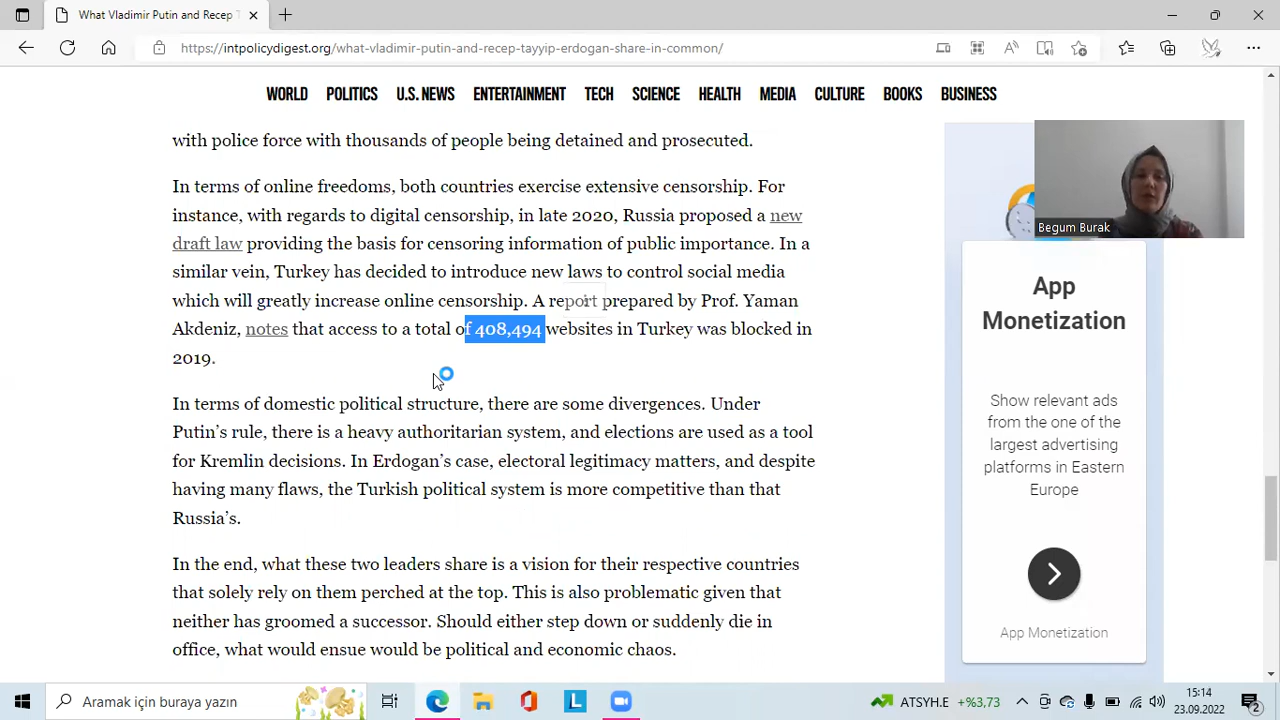 What Vladimir Putin and Recep T
https://intpolicydigest.org/what-vladimir-putin-and-recep-tayyip-erdogan-share-in-common/
WORLD POLITICS U.S. NEWS ENTERTAINMENT TECH SCIENCE HEALTH MEDIA CULTURE BOOKS BUSINESS
with police force with thousands of people being detained and prosecuted.
In terms of online freedoms, both countries exercise extensive censorship. For
instance, with regards to digital censorship, in late 2020, Russia proposed a new
draft law providing the basis for censoring information of public importance. In a
similar vein, Turkey has decided to introduce new laws to control social media
which will greatly increase online censorship. A report prepared by Prof. Yaman
Akdeniz, notes that access to a total of 408,494 websites in Turkey was blocked in
2019.
In terms of domestic political structure, there are some divergences. Under
Putin’s rule, there is a heavy authoritarian system, and elections are used as a tool
for Kremlin decisions. In Erdogan’s case, electoral legitimacy matters, and despite
having many flaws, the Turkish political system is more competitive than that
Russia’s.
In the end, what these two leaders share is a vision for their respective countries
that solely rely on them perched at the top. This is also problematic given that
neither has groomed a successor. Should either step down or suddenly die in
office, what would ensue would be political and economic chaos.
Begum Burak
App
Monetization
Show relevant ads
from the one of the
largest advertising
platforms in Eastern
Europe
App Monetization
Aramak için buraya yazın
L
ATSYH.E +%3,73
15:14
23.09.2022
2